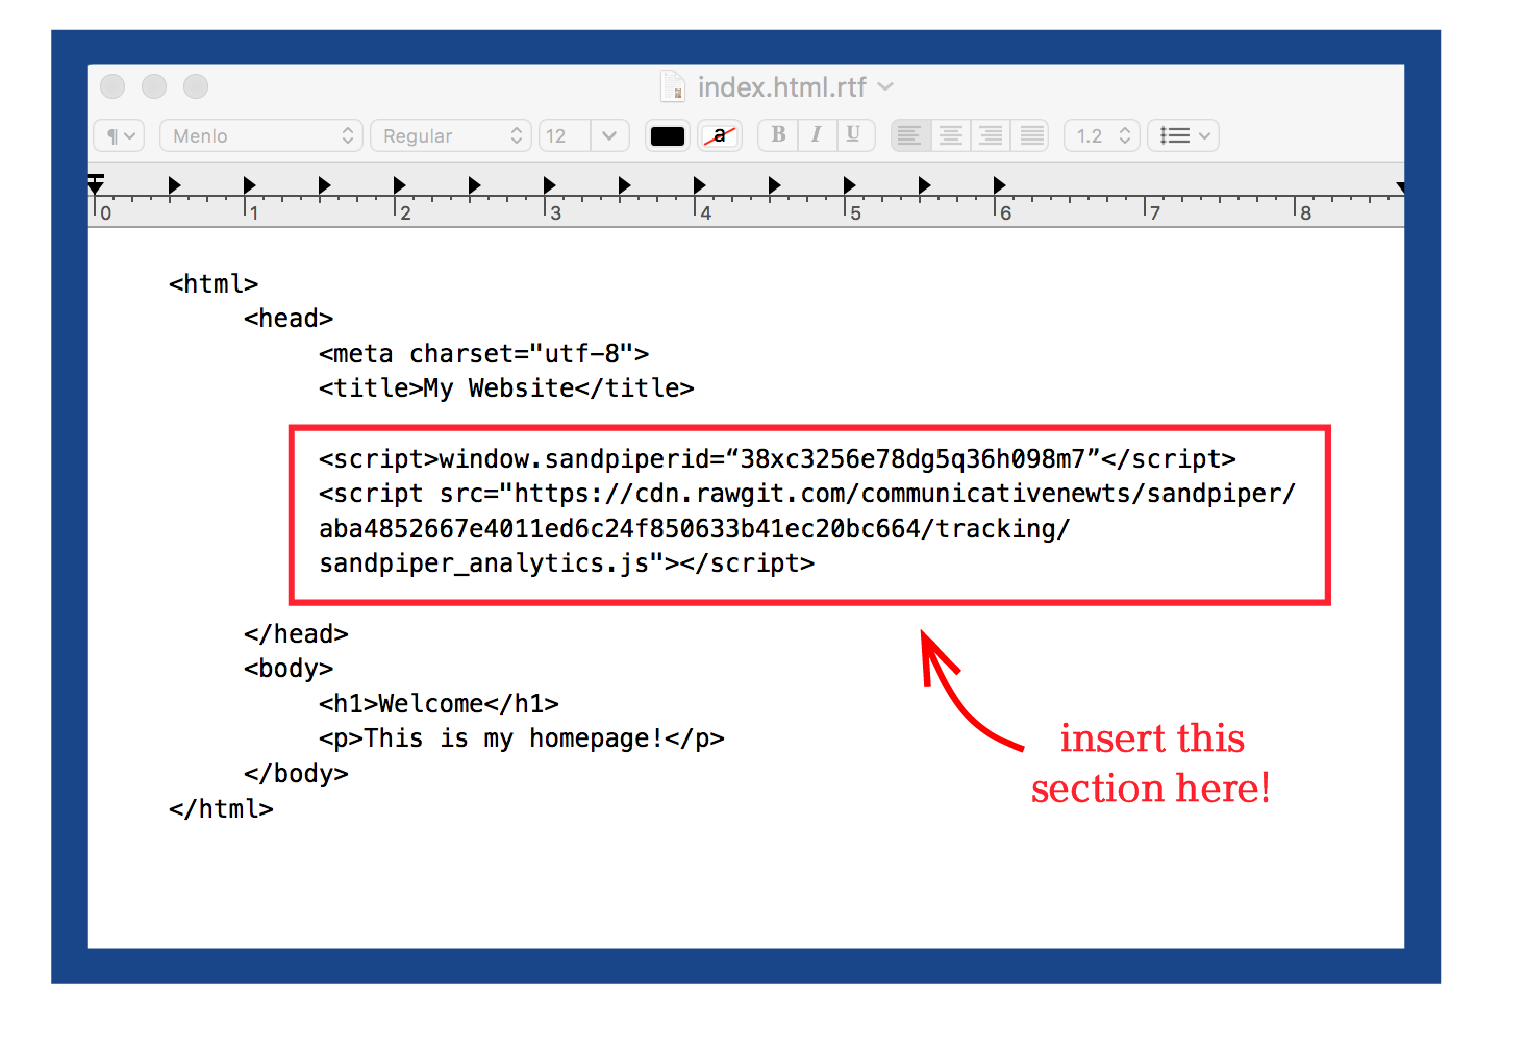 index.html.rtf
¶ Menlo Regular 12 a B I U 1.2
0 1 2 3 4 5 6 7 8
<html>
<head>
<meta charset="utf-8">
<title>My Website</title>
<script>window.sandpiperid=“38xc3256e78dg5q36h098m7”</script>
<script src="https://cdn.rawgit.com/communicativenewts/sandpiper/
aba4852667e4011ed6c24f850633b41ec20bc664/tracking/
sandpiper_analytics.js"></script>
</head>
<body>
<h1>Welcome</h1>
<p>This is my homepage!</p>
</body>
</html>
insert this
section here!